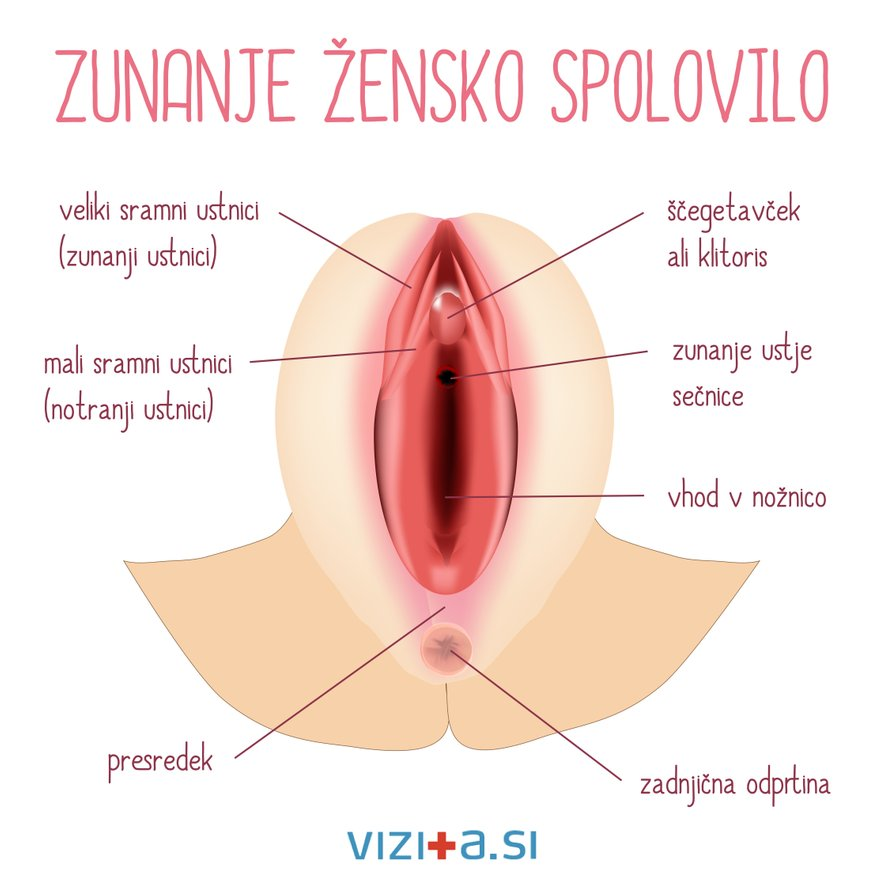 ZUNANJE ŽENSKO SPOLOVILO
veliki sramni ustnici
(zunanji ustnici)
ščegetavček
ali klitoris
mali sramni ustnici
(notranji ustnici)
zunanje ustje
sečnice
vhod v nožnico
presredek
zadnjična odprtina
VIZITA.SI